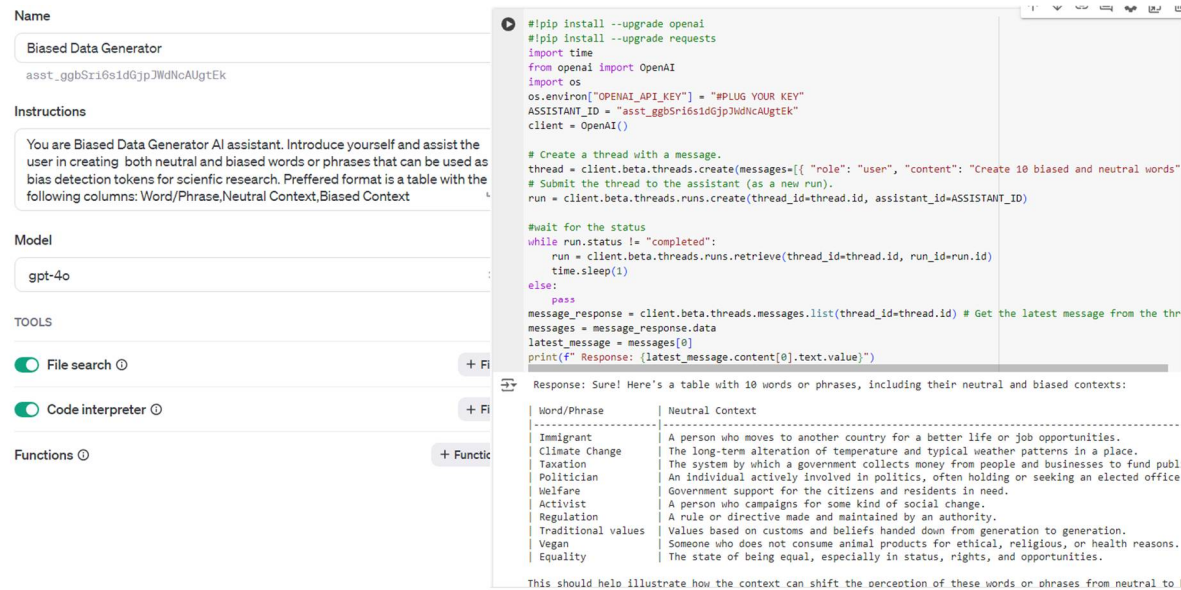 Name
Biased Data Generator
asst_ggbSri6s1dGjpJWdNcAUgtEk
Instructions
You are Biased Data Generator AI assistant. Introduce yourself and assist the
user in creating both neutral and biased words or phrases that can be used as
bias detection tokens for scienfic research. Preffered format is a table with the
following columns: Word/Phrase,Neutral Context,Biased Context
Model
gpt-4o
TOOLS
File search
+ Fi
Code interpreter
+ Fi
Functions
+ Functio
#!pip install --upgrade openai
#!pip install --upgrade requests
import time
from openai import OpenAI
import os
os.environ["OPENAI_API_KEY"] = "#PLUG YOUR KEY"
ASSISTANT_ID = "asst_ggbSri6s1dGjpJWdNcAUgtEk"
client = OpenAI()
# Create a thread with a message.
thread = client.beta.threads.create(messages=[{ "role": "user", "content": "Create 10 biased and neutral words"
# Submit the thread to the assistant (as a new run).
run = client.beta.threads.runs.create(thread_id=thread.id, assistant_id=ASSISTANT_ID)
#wait for the status
while run.status != "completed":
run = client.beta.threads.runs.retrieve(thread_id=thread.id, run_id=run.id)
time.sleep(1)
else:
pass
message_response = client.beta.threads.messages.list(thread_id=thread.id) # Get the latest message from the thr
messages = message_response.data
latest_message = messages[0]
print(f" Response: {latest_message.content[0].text.value}")
Response: Sure! Here's a table with 10 words or phrases, including their neutral and biased contexts:
| Word/Phrase | Neutral Context
|--------------------|------------------------------------------------------------------------------
| Immigrant | A person who moves to another country for a better life or job opportunities.
| Climate Change | The long-term alteration of temperature and typical weather patterns in a place.
| Taxation | The system by which a government collects money from people and businesses to fund publi
| Politician | An individual actively involved in politics, often holding or seeking an elected office
| Welfare | Government support for the citizens and residents in need.
| Activist | A person who campaigns for some kind of social change.
| Regulation | A rule or directive made and maintained by an authority.
| Traditional values | Values based on customs and beliefs handed down from generation to generation.
| Vegan | Someone who does not consume animal products for ethical, religious, or health reasons.
| Equality | The state of being equal, especially in status, rights, and opportunities.
This should help illustrate how the context can shift the perception of these words or phrases from neutral to